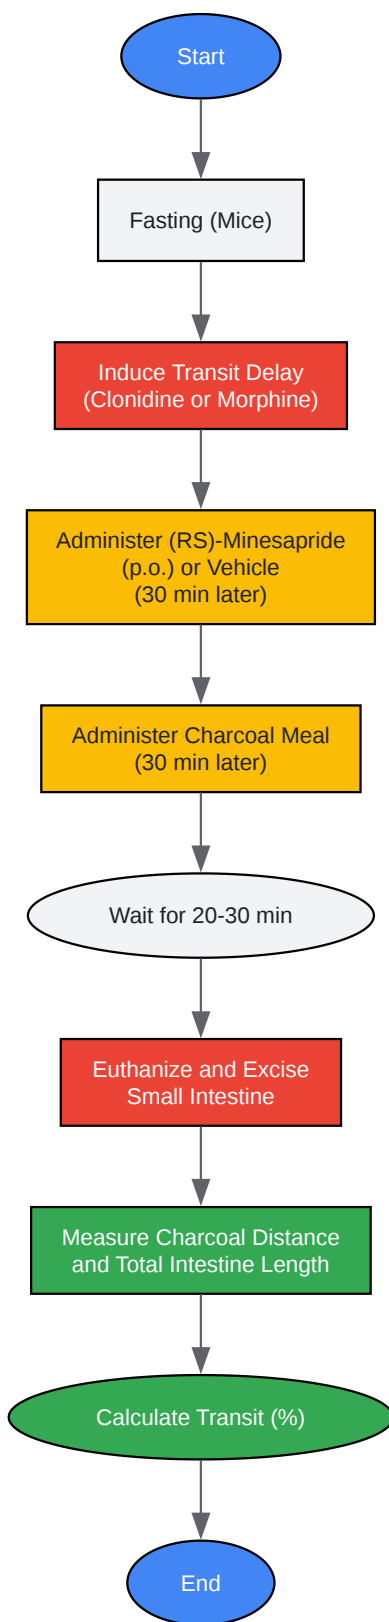 Start
Fasting (Mice)
Induce Transit Delay
(Clonidine or Morphine)
Administer (RS)-Minesapride
(p.o.) or Vehicle
(30 min later)
Administer Charcoal Meal
(30 min later)
Wait for 20-30 min
Euthanize and Excise
Small Intestine
Measure Charcoal Distance
and Total Intestine Length
Calculate Transit (%)
End